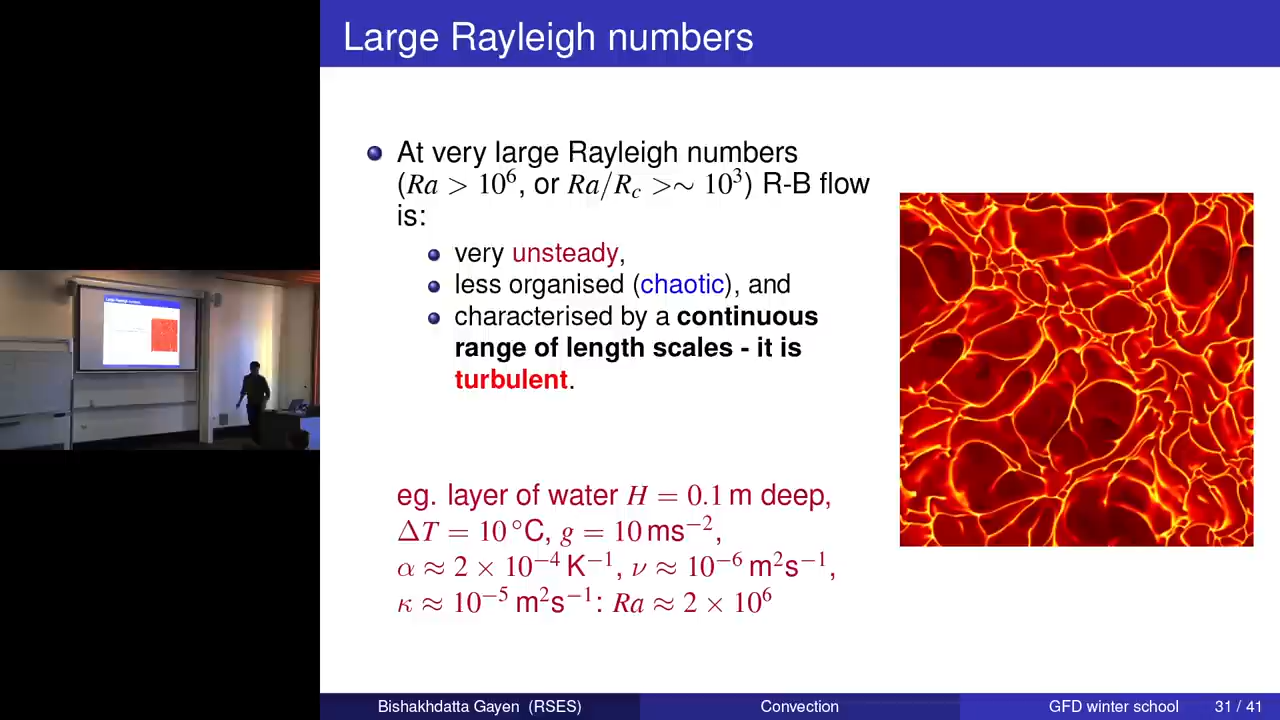 Large Rayleigh numbers
At very large Rayleigh numbers
(Ra > 10⁶, or Ra/R_c >∼ 10³) R-B flow
is:
very unsteady,
less organised (chaotic), and
characterised by a continuous
range of length scales - it is
turbulent.
eg. layer of water H = 0.1 m deep,
ΔT = 10 °C, g = 10 ms⁻²,
α ≈ 2 × 10⁻⁴ K⁻¹, ν ≈ 10⁻⁶ m²s⁻¹,
κ ≈ 10⁻⁵ m²s⁻¹: Ra ≈ 2 × 10⁶
Large Rayleigh numbers
Bishakhdatta Gayen (RSES) Convection GFD winter school 31 / 41